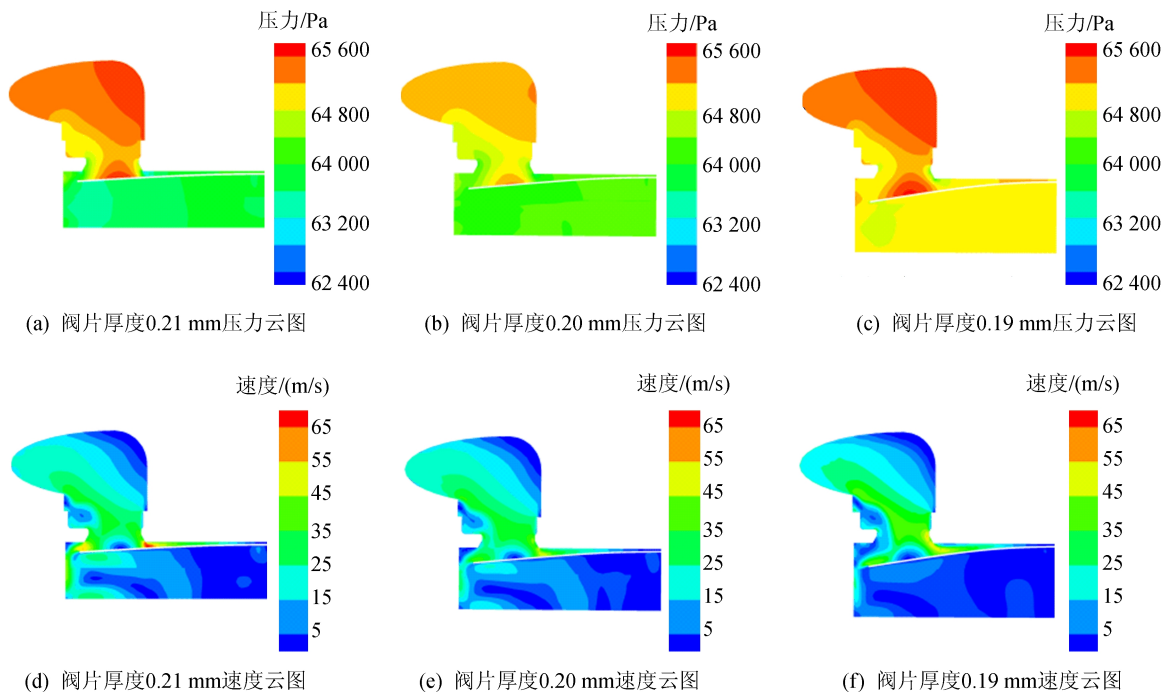 压力/Pa 压力/Pa 压力/Pa
65 600 65 600 65 600
64 800 64 800 64 800
64 000 64 000 64 000
63 200 63 200 63 200
62 400 62 400 62 400
(a) 阀片厚度0.21 mm压力云图 (b) 阀片厚度0.20 mm压力云图 (c) 阀片厚度0.19 mm压力云图
速度/(m/s) 速度/(m/s) 速度/(m/s)
65 65 65
55 55 55
45 45 45
35 35 35
25 25 25
15 15 15
5 5 5
(d) 阀片厚度0.21 mm速度云图 (e) 阀片厚度0.20 mm速度云图 (f) 阀片厚度0.19 mm速度云图